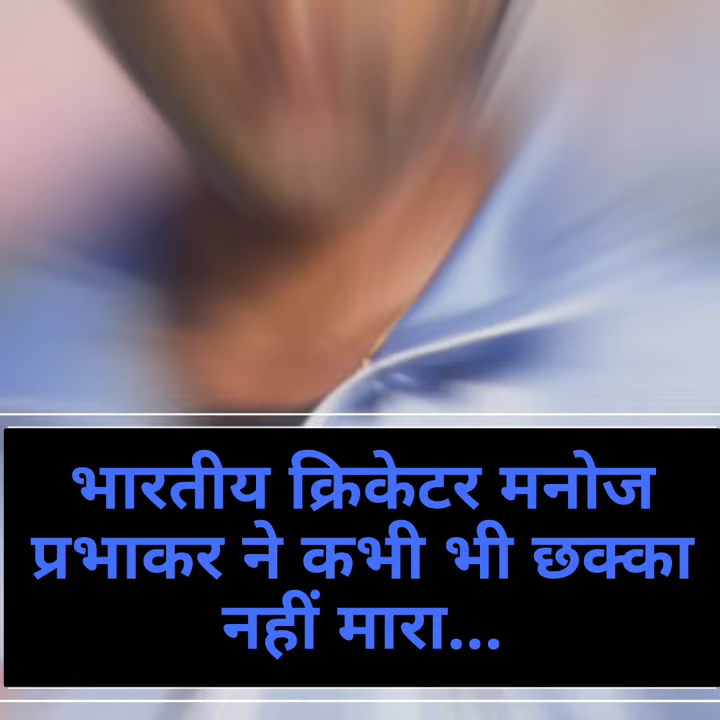 भारतीय क्रिकेटर मनोज
प्रभाकर ने कभी भी छक्का
नहीं मारा...